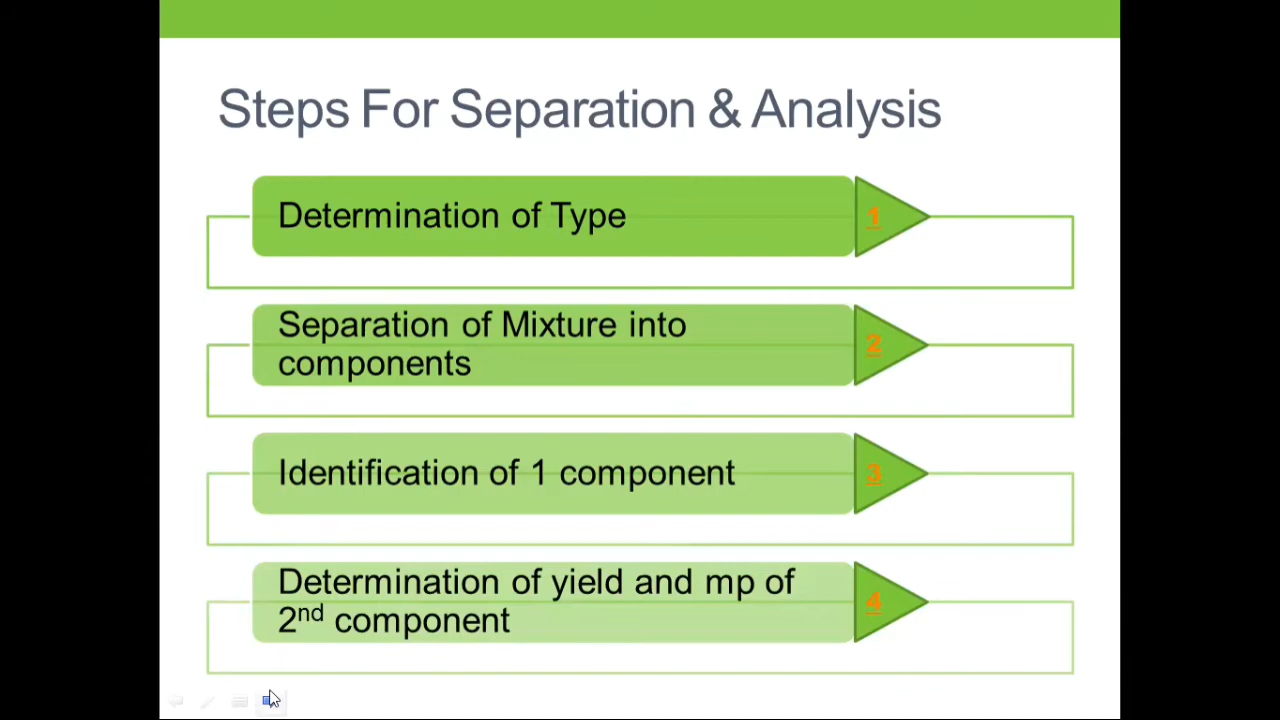 Steps For Separation & Analysis
Determination of Type
1
Separation of Mixture into
components
2
Identification of 1 component
3
Determination of yield and mp of
2nd component
4